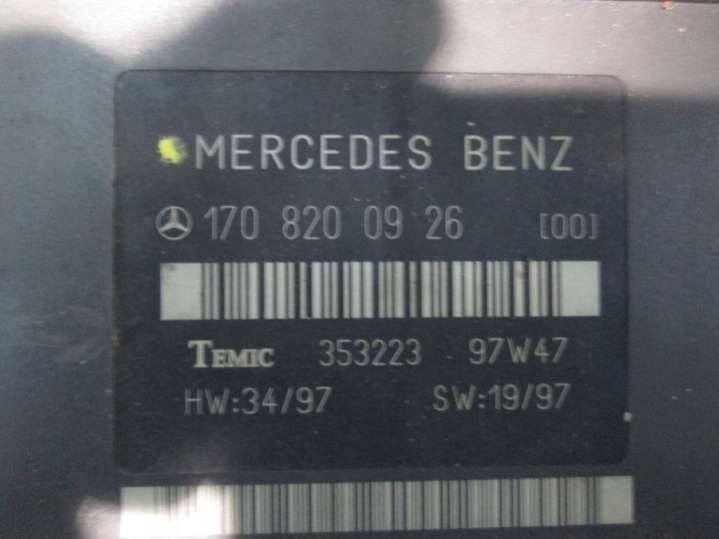 MERCEDES BENZ
170 820 09 26 [00]
TEMIC 353223 97W47
HW:34/97 SW:19/97